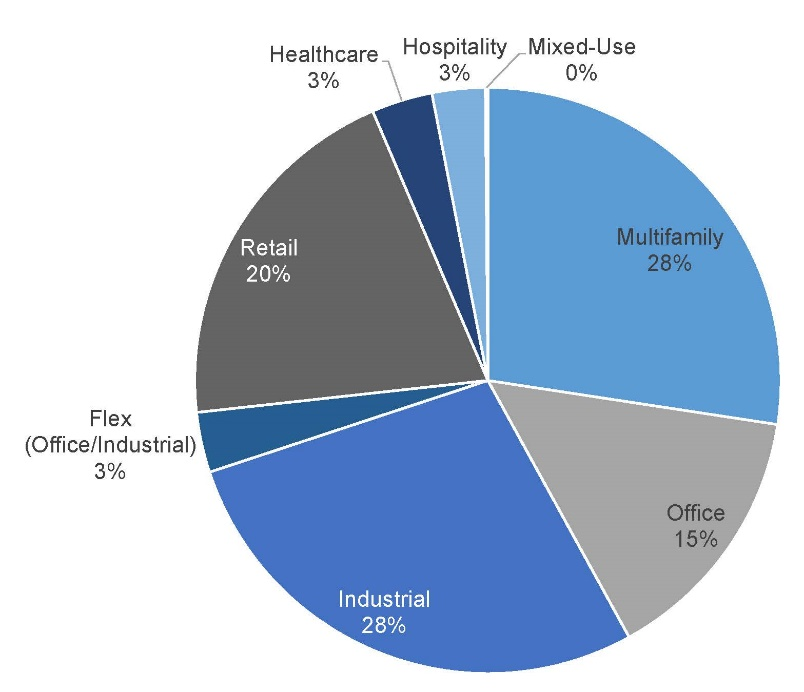 Healthcare
3%
Hospitality
3%
Mixed-Use
0%
Multifamily
28%
Retail
20%
Flex
(Office/Industrial)
3%
Office
15%
Industrial
28%